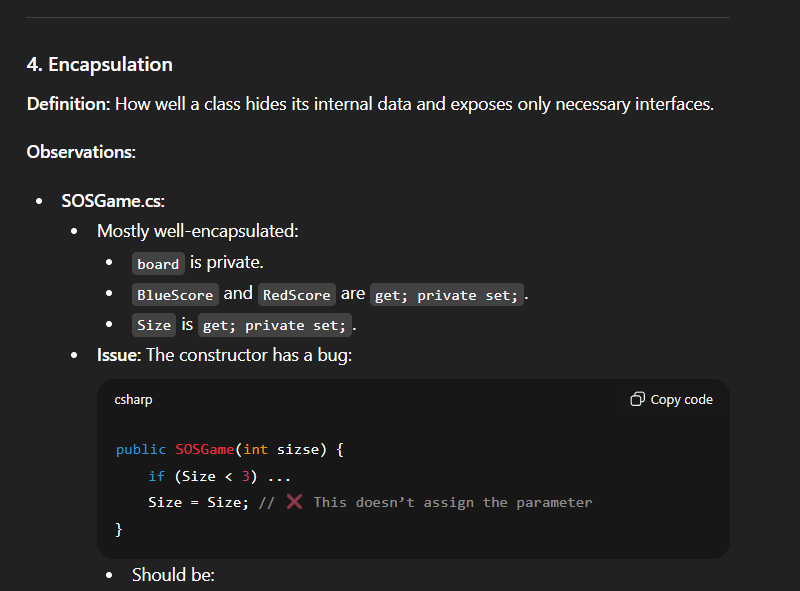 4. Encapsulation
Definition: How well a class hides its internal data and exposes only necessary interfaces.
Observations:
• SOSGame.cs:
• Mostly well-encapsulated:
• board is private.
• BlueScore and RedScore are get; private set;.
• Size is get; private set;.
• Issue: The constructor has a bug:
csharp Copy code
public SOSGame(int sizse) {
    if (Size < 3) ...
    Size = Size; // ❌ This doesn’t assign the parameter
}
• Should be: